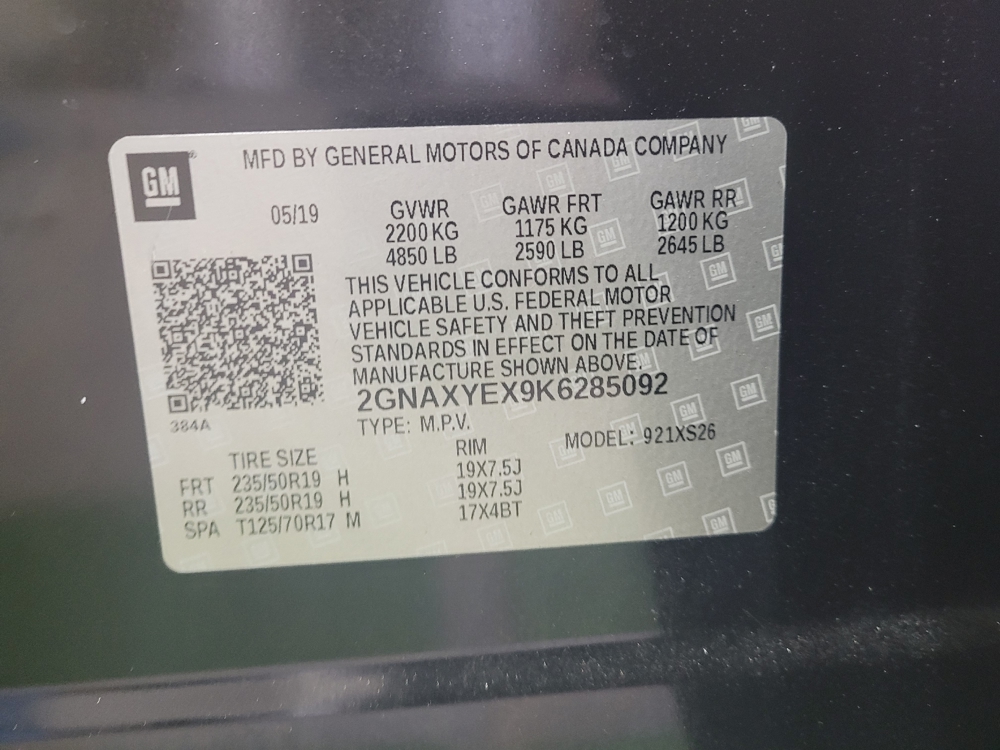 GM
MFD BY GENERAL MOTORS OF CANADA COMPANY
05/19
GVWR GAWR FRT GAWR RR
2200 KG 1175 KG 1200 KG
4850 LB 2590 LB 2645 LB
THIS VEHICLE CONFORMS TO ALL
APPLICABLE U.S. FEDERAL MOTOR
VEHICLE SAFETY AND THEFT PREVENTION
STANDARDS IN EFFECT ON THE DATE OF
MANUFACTURE SHOWN ABOVE.
2GNAXYEX9K6285092
384A
TYPE: M.P.V. MODEL: 921XS26
TIRE SIZE RIM
FRT 235/50R19 H 19X7.5J
RR 235/50R19 H 19X7.5J
SPA T125/70R17 M 17X4BT